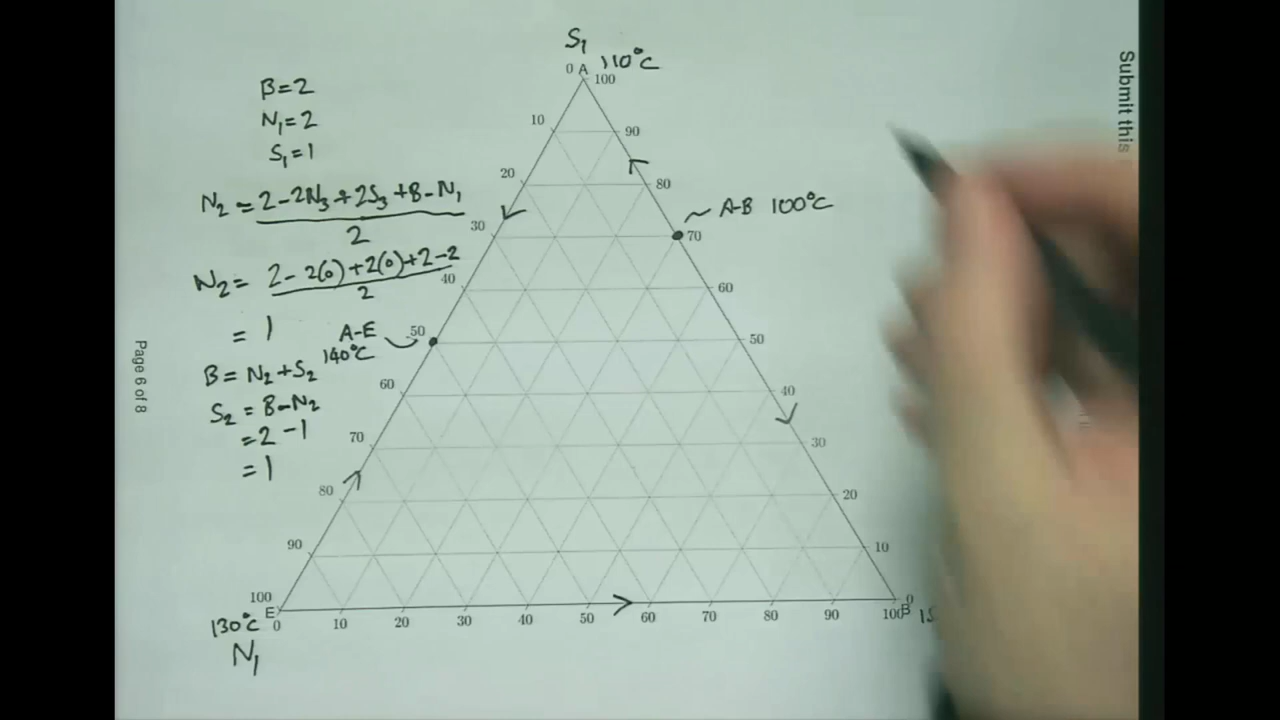 S₁
0 A 110°C
100
B=2
N₁=2
S₁=1
N₂ = 2-2N₃+2S₃+B-N₁
2
N₂= 2-2(0)+2(0)+2-2
2
= 1
B= N₂+S₂
S₂ = B-N₂
=2-1
=1
A-B 100°C
A-E
140°C
10
20
30
40
50
60
70
80
90
100
90
80
70
60
50
40
30
20
10
0
E
130°C
N₁
0
10
20
30
40
50
60
70
80
90
100
B
Submit this
Page 6 of 8